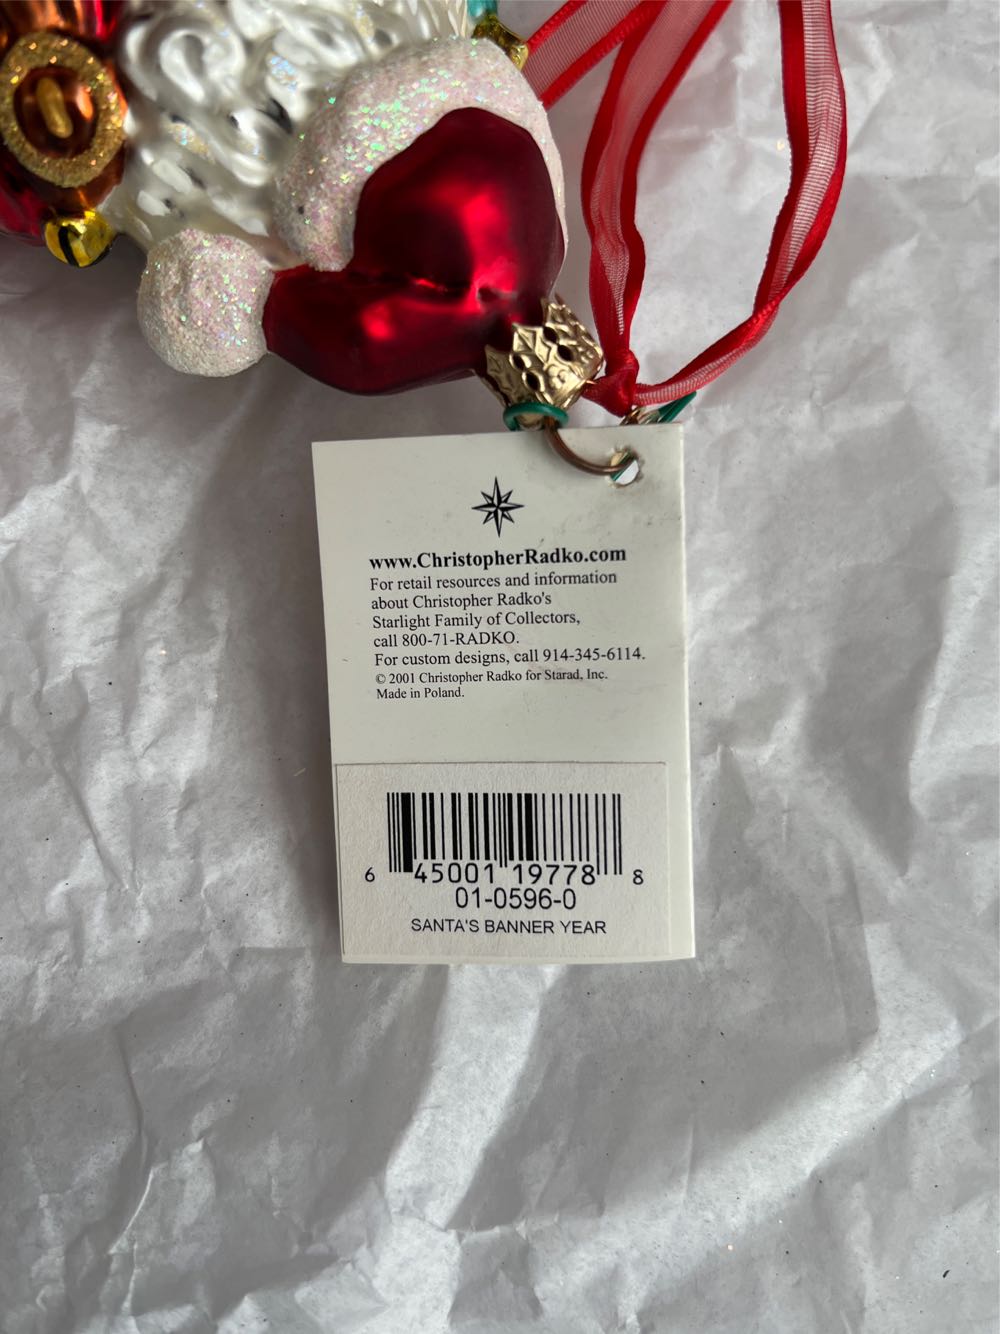 www.ChristopherRadko.com
For retail resources and information
about Christopher Radko's
Starlight Family of Collectors,
call 800-71-RADKO.
For custom designs, call 914-345-6114.
© 2001 Christopher Radko for Starad, Inc.
Made in Poland.
6 45001 19778 8
01-0596-0
SANTA'S BANNER YEAR